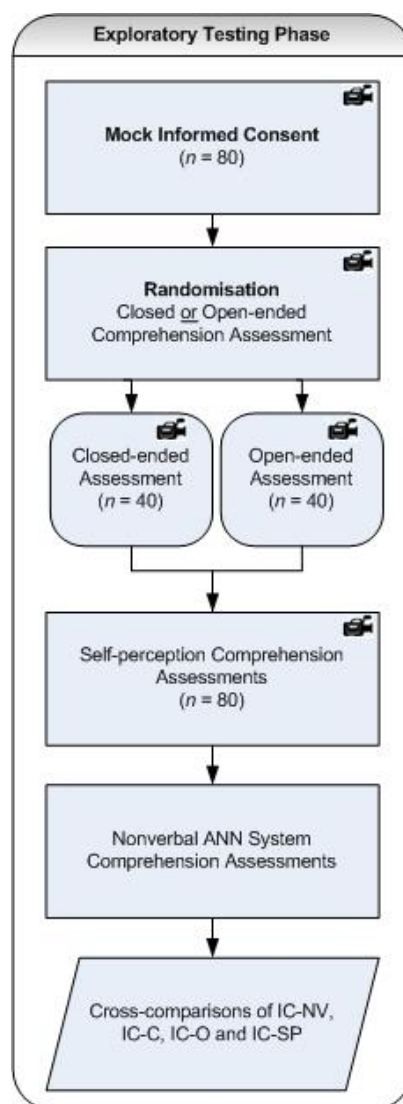 Exploratory Testing Phase
Mock Informed Consent
(n = 80)
Randomisation
Closed or Open-ended
Comprehension Assessment
Closed-ended
Assessment
(n = 40)
Open-ended
Assessment
(n = 40)
Self-perception Comprehension
Assessments
(n = 80)
Nonverbal ANN System
Comprehension Assessments
Cross-comparisons of IC-NV,
IC-C, IC-O and IC-SP